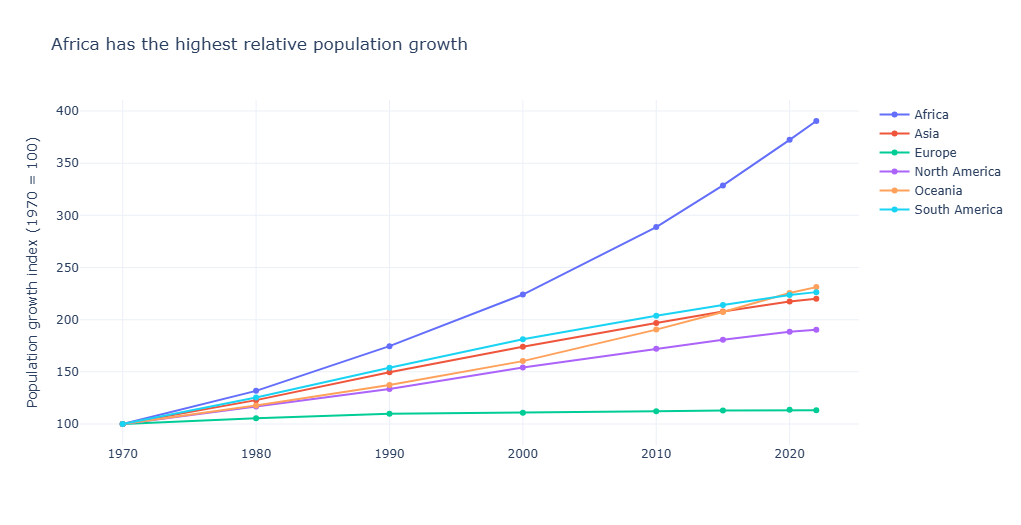 Africa has the highest relative population growth
Population growth index (1970 = 100)
400
350
300
250
200
150
100
1970
1980
1990
2000
2010
2020
Africa
Asia
Europe
North America
Oceania
South America